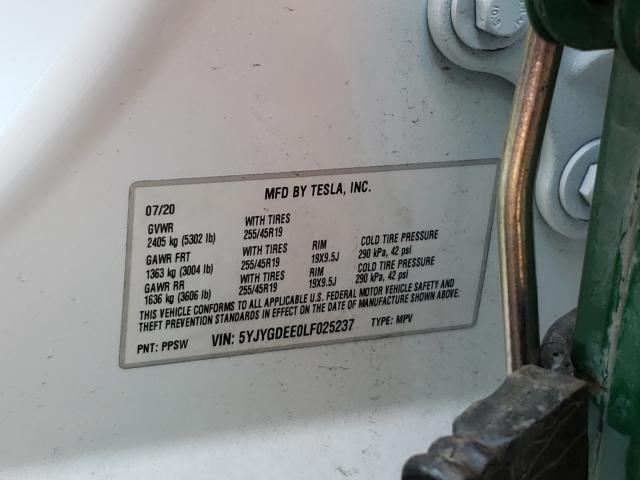 MFD BY TESLA, INC.
07/20
GVWR WITH TIRES
2405 kg (5302 lb) 255/45R19
GAWR FRT WITH TIRES RIM COLD TIRE PRESSURE
1363 kg (3004 lb) 255/45R19 19X9.5J 290 kPa, 42 psi
GAWR RR WITH TIRES RIM COLD TIRE PRESSURE
1636 kg (3606 lb) 255/45R19 19X9.5J 290 kPa, 42 psi
THIS VEHICLE CONFORMS TO ALL APPLICABLE U.S. FEDERAL MOTOR VEHICLE SAFETY AND
THEFT PREVENTION STANDARDS IN EFFECT ON THE DATE OF MANUFACTURE SHOWN ABOVE.
PNT: PPSW VIN: 5YJYGDEE0LF025237 TYPE: MPV